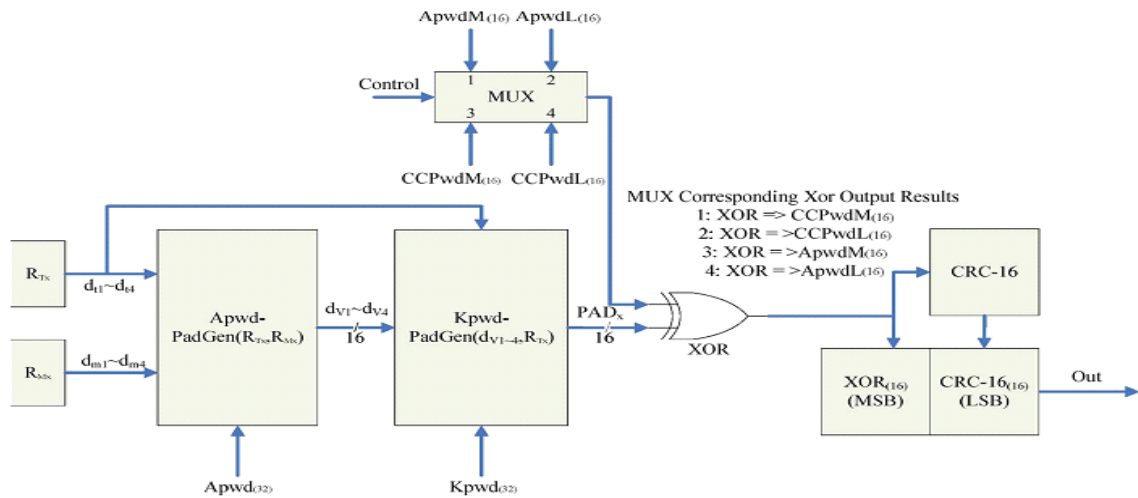 ApwdM(16) ApwdL(16)
Control
1 2
MUX
3 4
CCPwdM(16) CCPwdL(16)
MUX Corresponding Xor Output Results
1: XOR => CCPwdM(16)
2: XOR =>CCPwdL(16)
3: XOR =>ApwdM(16)
4: XOR =>ApwdL(16)
RTx
dt1~dt4
RMx
dm1~dm4
Apwd-
PadGen(RTx,RMx)
dV1~dV4
16
Kpwd-
PadGen(dV1~4,RTx)
PADx
16
XOR
CRC-16
XOR(16)
(MSB)
CRC-16(16)
(LSB)
Out
Apwd(32)
Kpwd(32)